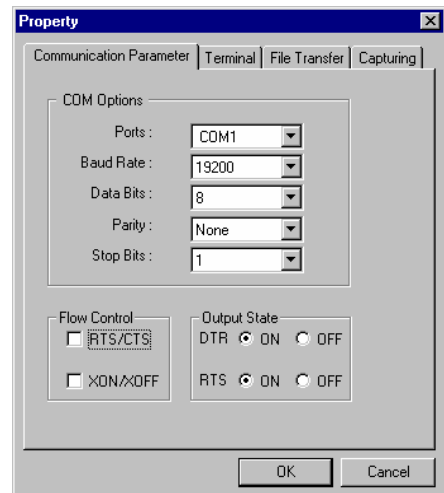 Property
Communication Parameter Terminal File Transfer Capturing
COM Options
Ports : COM1
Baud Rate : 19200
Data Bits : 8
Parity : None
Stop Bits : 1
Flow Control
RTS/CTS
XON/XOFF
Output State
DTR ON OFF
RTS ON OFF
OK Cancel